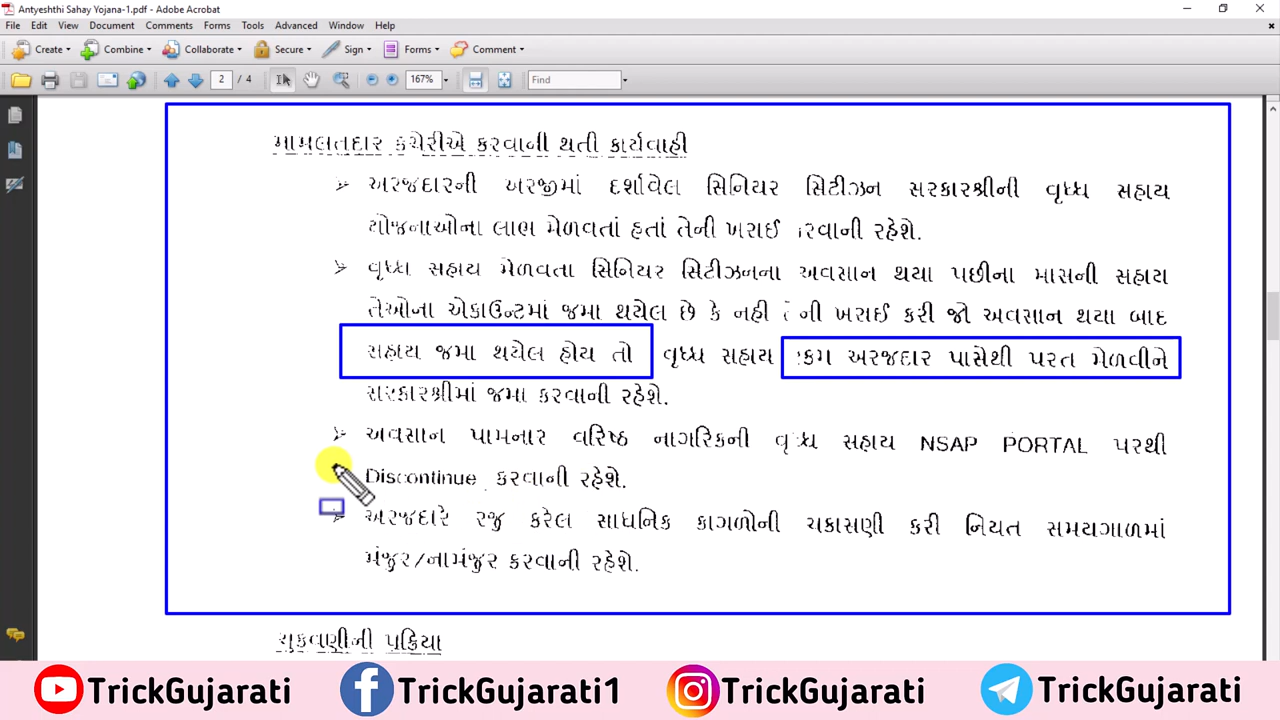 Antyeshthi Sahay Yojana-1.pdf - Adobe Acrobat
File Edit View Document Comments Forms Tools Advanced Window Help
Create Combine Collaborate Secure Sign Forms Comment
2 / 4 167% Find
મામલતદાર કચેરીએ કરવાની થતી કાર્યવાહી
અરજદારની અરજીમાં દર્શાવેલ સિનિયર સિટીઝન સરકારશ્રીની વૃધ્ધ સહાય
યોજનાઓના લાભ મેળવતાં હતાં તેની ખરાઈ કરવાની રહેશે.
વૃધ્ધ સહાય મેળવતા સિનિયર સિટીઝનના અવસાન થયા પછીના માસની સહાય
તેઓના એકાઉન્ટમાં જમા થયેલ છે કે નહી તેની ખરાઈ કરી જો અવસાન થયા બાદ
સહાય જમા થયેલ હોય તો વૃધ્ધ સહાય રકમ અરજદાર પાસેથી પરત મેળવીને
સરકારશ્રીમાં જમા કરવાની રહેશે.
અવસાન પામનાર વરિષ્ઠ નાગરિકની વૃધ્ધ સહાય NSAP PORTAL પરથી
Discontinue કરવાની રહેશે.
અરજદારે રજુ કરેલ સાધનિક કાગળોની ચકાસણી કરી નિયત સમયગાળમાં
મંજુર/નામંજુર કરવાની રહેશે.
ચુકવણીની પ્રક્રિયા
TrickGujarati TrickGujarati1 TrickGujarati TrickGujarati